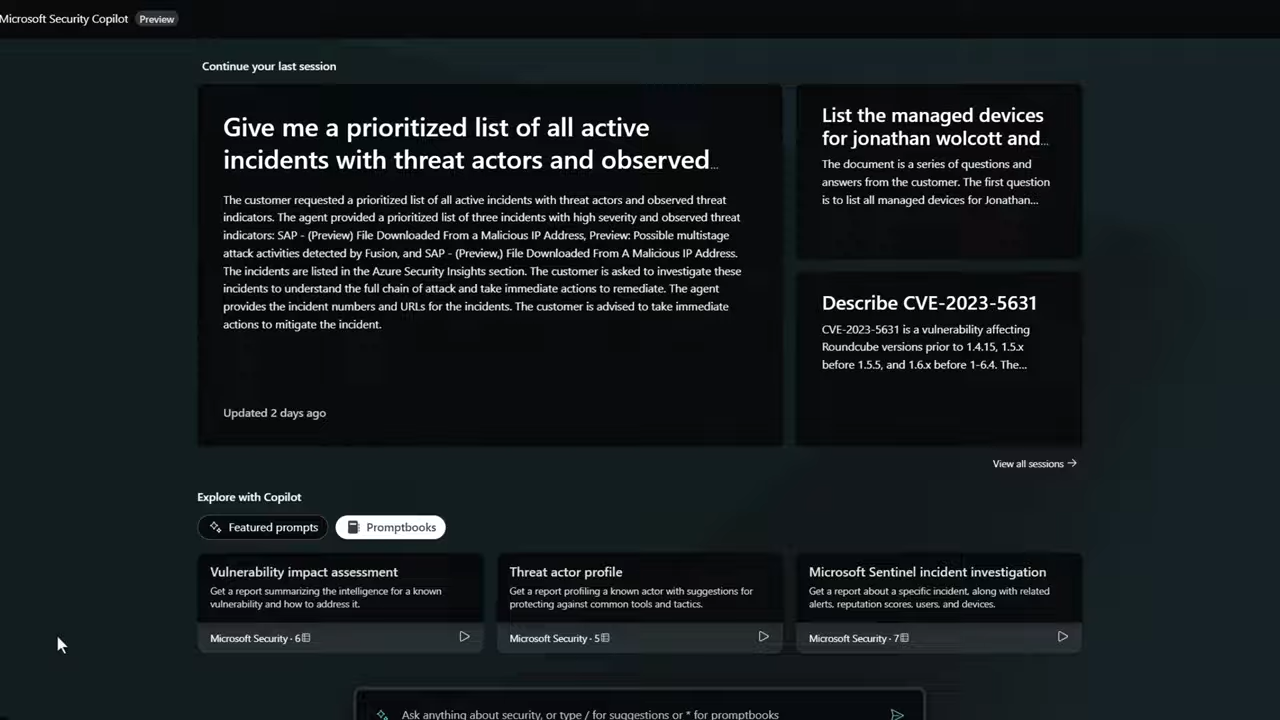 Microsoft Security Copilot Preview
Continue your last session
Give me a prioritized list of all active
incidents with threat actors and observed...
The customer requested a prioritized list of all active incidents with threat actors and observed threat
indicators. The agent provided a prioritized list of three incidents with high severity and observed threat
indicators: SAP - (Preview) File Downloaded From a Malicious IP Address, Preview: Possible multistage
attack activities detected by Fusion, and SAP - (Preview,) File Downloaded From A Malicious IP Address.
The incidents are listed in the Azure Security Insights section. The customer is asked to investigate these
incidents to understand the full chain of attack and take immediate actions to remediate. The agent
provides the incident numbers and URLs for the incidents. The customer is advised to take immediate
actions to mitigate the incident.
Updated 2 days ago
List the managed devices
for jonathan wolcott and...
The document is a series of questions and
answers from the customer. The first question
is to list all managed devices for Jonathan...
Describe CVE-2023-5631
CVE-2023-5631 is a vulnerability affecting
Roundcube versions prior to 1.4.15, 1.5.x
before 1.5.5, and 1.6.x before 1-6.4. The...
View all sessions →
Explore with Copilot
Featured prompts
Promptbooks
Vulnerability impact assessment
Get a report summarizing the intelligence for a known
vulnerability and how to address it.
Microsoft Security · 6
Threat actor profile
Get a report profiling a known actor with suggestions for
protecting against common tools and tactics.
Microsoft Security · 5
Microsoft Sentinel incident investigation
Get a report about a specific incident, along with related
alerts, reputation scores, users, and devices.
Microsoft Security · 7
Ask anything about security, or type / for suggestions or * for promptbooks